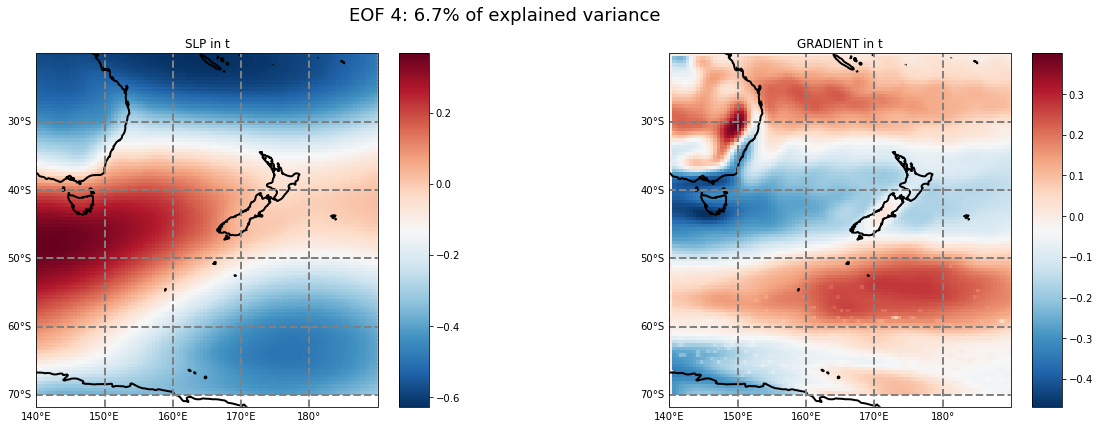 EOF 4: 6.7% of explained variance
SLP in t
30°S
40°S
50°S
60°S
70°S
140°E 150°E 160°E 170°E 180°
0.2
0.0
−0.2
−0.4
−0.6
GRADIENT in t
30°S
40°S
50°S
60°S
70°S
140°E 150°E 160°E 170°E 180°
0.3
0.2
0.1
0.0
−0.1
−0.2
−0.3
−0.4